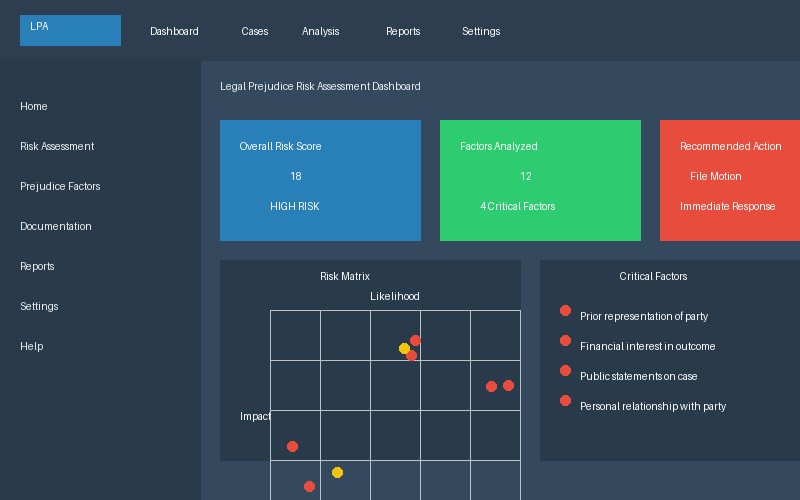 LPA
Dashboard
Cases
Analysis
Reports
Settings
Home
Risk Assessment
Prejudice Factors
Documentation
Reports
Settings
Help
Legal Prejudice Risk Assessment Dashboard
Overall Risk Score
18
HIGH RISK
Factors Analyzed
12
4 Critical Factors
Recommended Action
File Motion
Immediate Response
Risk Matrix
Likelihood
Impact
Critical Factors
Prior representation of party
Financial interest in outcome
Public statements on case
Personal relationship with party